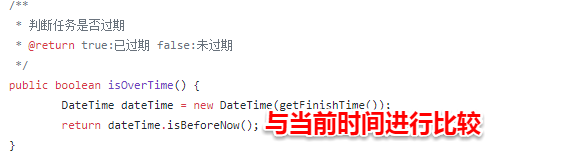 /**
 * 判断任务是否过期
 * @return true:已过期 false:未过期
 */
public boolean isOverTime() {
        DateTime dateTime = new DateTime(getFinishTime());
        return dateTime.isBeforeNow(); 与当前时间进行比较
}